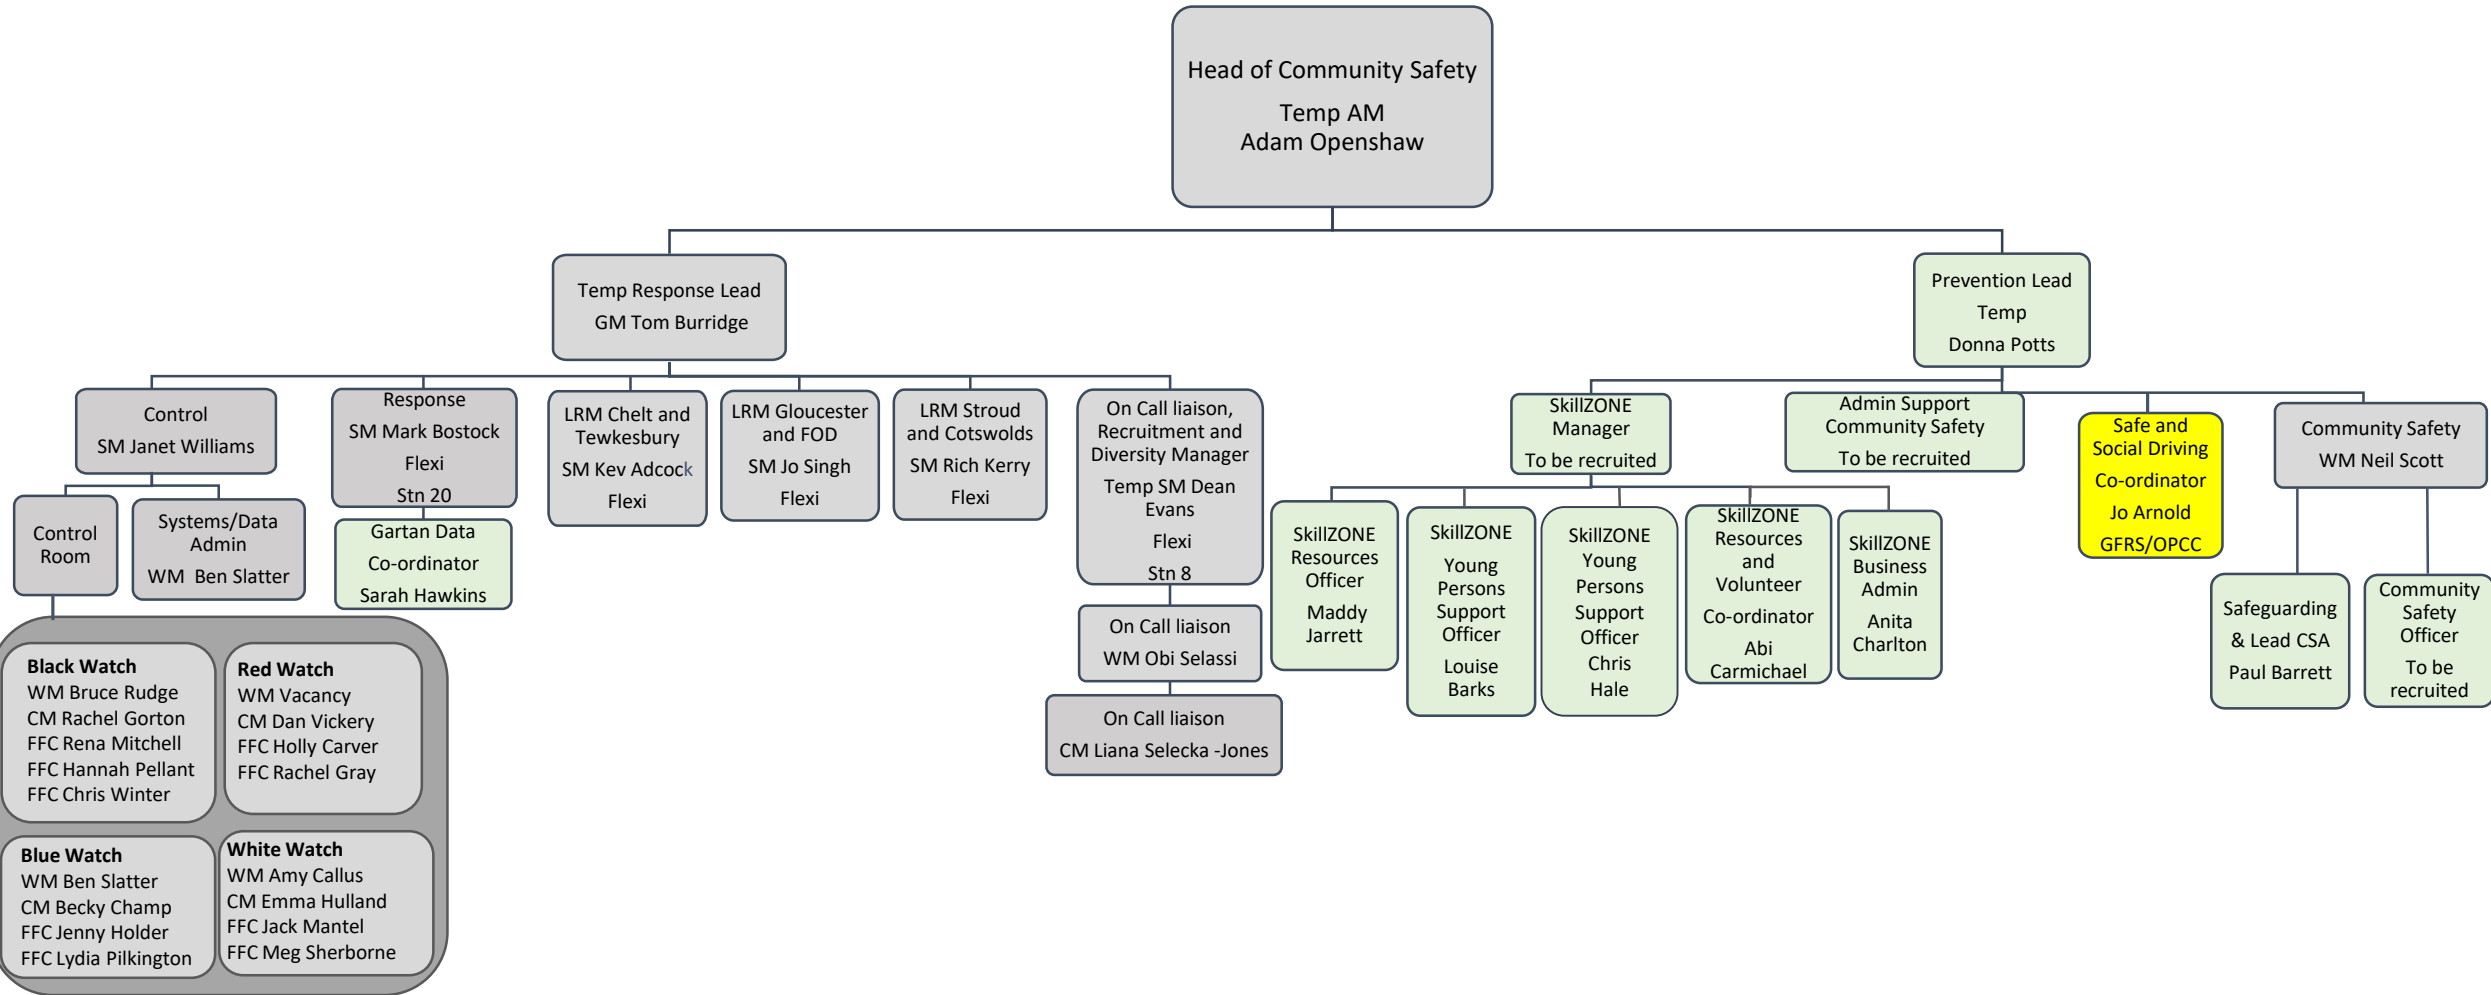 Head of Community Safety
Temp AM
Adam Openshaw
Temp Response Lead
GM Tom Burridge
Prevention Lead
Temp
Donna Potts
Control
SM Janet Williams
Response
SM Mark Bostock
Flexi
Stn 20
LRM Chelt and
Tewkesbury
SM Kev Adcock
Flexi
LRM Gloucester
and FOD
SM Jo Singh
Flexi
LRM Stroud
and Cotswolds
SM Rich Kerry
Flexi
On Call liaison,
Recruitment and
Diversity Manager
Temp SM Dean
Evans
Flexi
Stn 8
SkillZONE
Manager
To be recruited
Admin Support
Community Safety
To be recruited
Safe and
Social Driving
Co-ordinator
Jo Arnold
GFRS/OPCC
Community Safety
WM Neil Scott
Control
Room
Systems/Data
Admin
WM  Ben Slatter
Gartan Data
Co-ordinator
Sarah Hawkins
On Call liaison
WM Obi Selassi
On Call liaison
CM Liana Selecka -Jones
SkillZONE
Resources
Officer
Maddy
Jarrett
SkillZONE
Young
Persons
Support
Officer
Louise
Barks
SkillZONE
Young
Persons
Support
Officer
Chris
Hale
SkillZONE
Resources
and
Volunteer
Co-ordinator
Abi
Carmichael
SkillZONE
Business
Admin
Anita
Charlton
Safeguarding
& Lead CSA
Paul Barrett
Community
Safety
Officer
To be
recruited
Black Watch
WM Bruce Rudge
CM Rachel Gorton
FFC Rena Mitchell
FFC Hannah Pellant
FFC Chris Winter
Red Watch
WM Vacancy
CM Dan Vickery
FFC Holly Carver
FFC Rachel Gray
Blue Watch
WM Ben Slatter
CM Becky Champ
FFC Jenny Holder
FFC Lydia Pilkington
White Watch
WM Amy Callus
CM Emma Hulland
FFC Jack Mantel
FFC Meg Sherborne